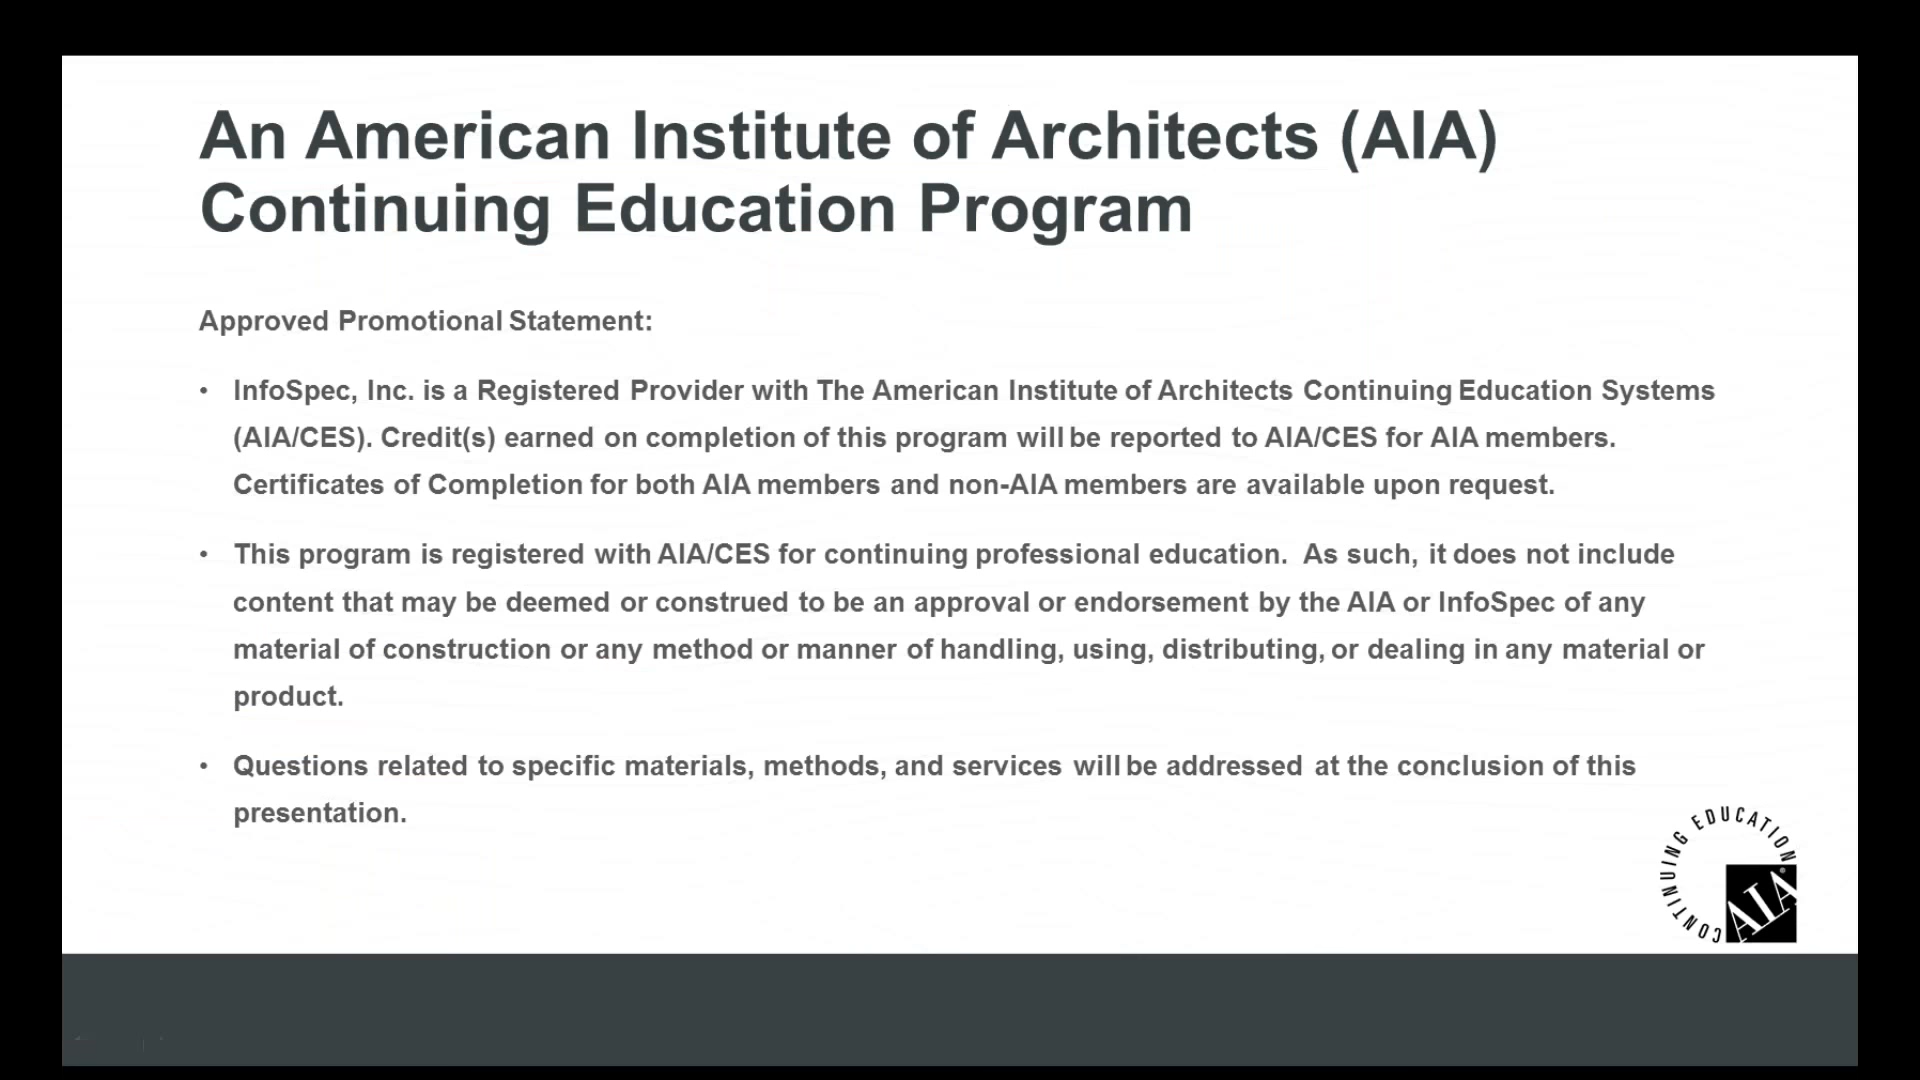 An American Institute of Architects (AIA)
Continuing Education Program
Approved Promotional Statement:
• InfoSpec, Inc. is a Registered Provider with The American Institute of Architects Continuing Education Systems
(AIA/CES). Credit(s) earned on completion of this program will be reported to AIA/CES for AIA members.
Certificates of Completion for both AIA members and non-AIA members are available upon request.
• This program is registered with AIA/CES for continuing professional education.  As such, it does not include
content that may be deemed or construed to be an approval or endorsement by the AIA or InfoSpec of any
material of construction or any method or manner of handling, using, distributing, or dealing in any material or
product.
• Questions related to specific materials, methods, and services will be addressed at the conclusion of this
presentation.
CONTINUING EDUCATION
AIA®